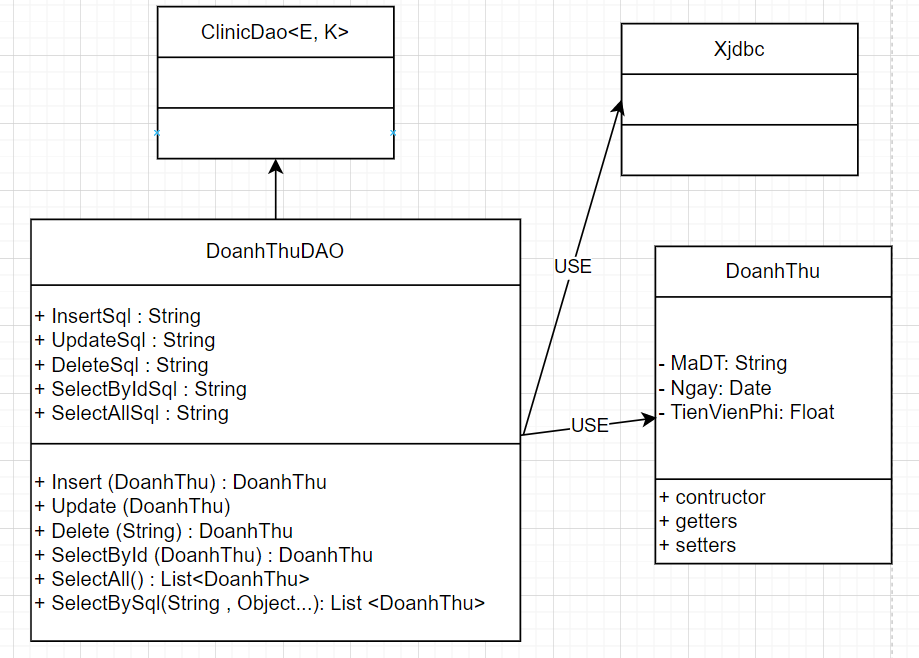 ClinicDao<E, K>
Xjdbc
DoanhThuDAO
+ InsertSql : String
+ UpdateSql : String
+ DeleteSql : String
+ SelectByIdSql : String
+ SelectAllSql : String
+ Insert (DoanhThu) : DoanhThu
+ Update (DoanhThu)
+ Delete (String) : DoanhThu
+ SelectById (DoanhThu) : DoanhThu
+ SelectAll() : List<DoanhThu>
+ SelectBySql(String , Object...): List <DoanhThu>
USE
USE
DoanhThu
- MaDT: String
- Ngay: Date
- TienVienPhi: Float
+ contructor
+ getters
+ setters